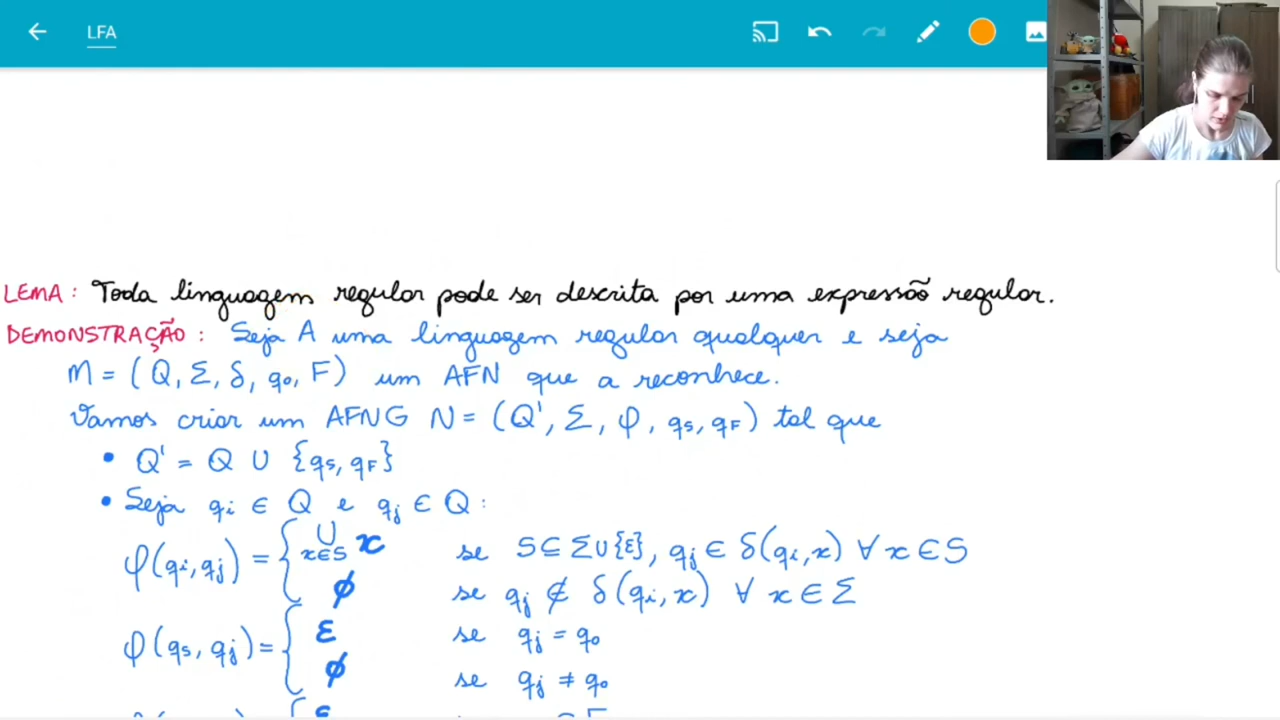 LFA
LEMA: Toda linguagem regular pode ser descrita por uma expressão regular.
DEMONSTRAÇÃO: Seja A uma linguagem regular qualquer e seja
M = (Q, Σ, δ, q₀, F) um AFN que a reconhece.
Vamos criar um AFNG N = (Q', Σ, φ, qₛ, q_F) tal que
• Q' = Q ∪ {qₛ, q_F}
• Seja qᵢ ∈ Q e qⱼ ∈ Q:
φ(qᵢ, qⱼ) = { ∪ x∈S x se S ⊆ Σ∪{ε}, qⱼ ∈ δ(qᵢ, x) ∀ x ∈ S
∅ se qⱼ ∉ δ(qᵢ, x) ∀ x ∈ Σ
φ(qₛ, qⱼ) = { ε se qⱼ = q₀
∅ se qⱼ ≠ q₀